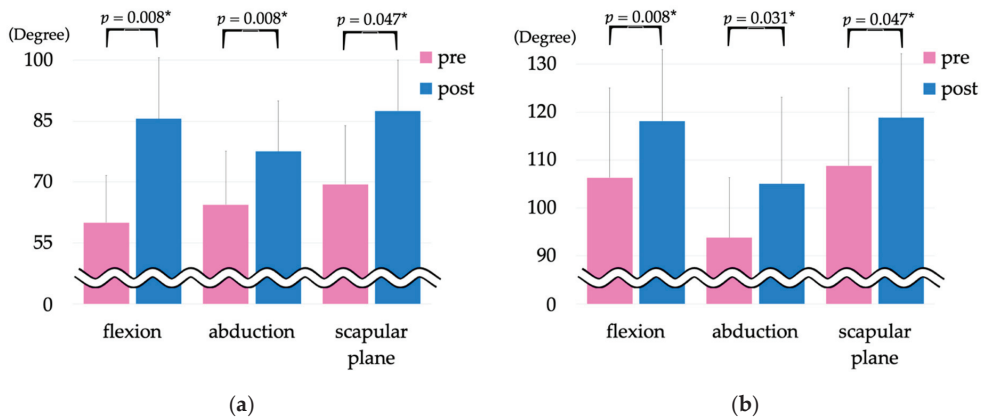 p = 0.008* p = 0.008* p = 0.047*
(Degree)
pre
post
100
85
70
55
0
flexion abduction scapular
plane
(a)
p = 0.008* p = 0.031* p = 0.047*
(Degree)
pre
post
130
120
110
100
90
0
flexion abduction scapular
plane
(b)